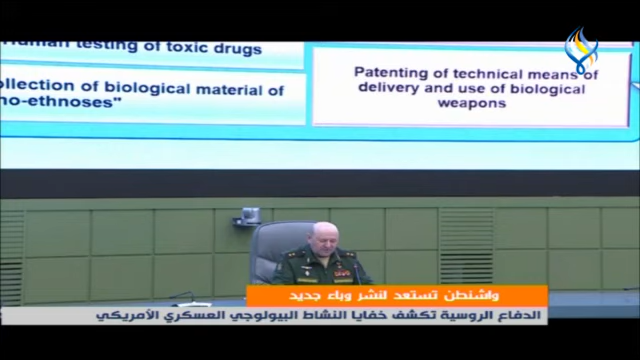 human testing of toxic drugs
ollection of biological material of
no-ethnoses"
Patenting of technical means of
delivery and use of biological
weapons
واشنطن تستعد لنشر وباء جديد
الدفاع الروسية تكشف خفايا النشاط البيولوجي العسكري الأمريكي